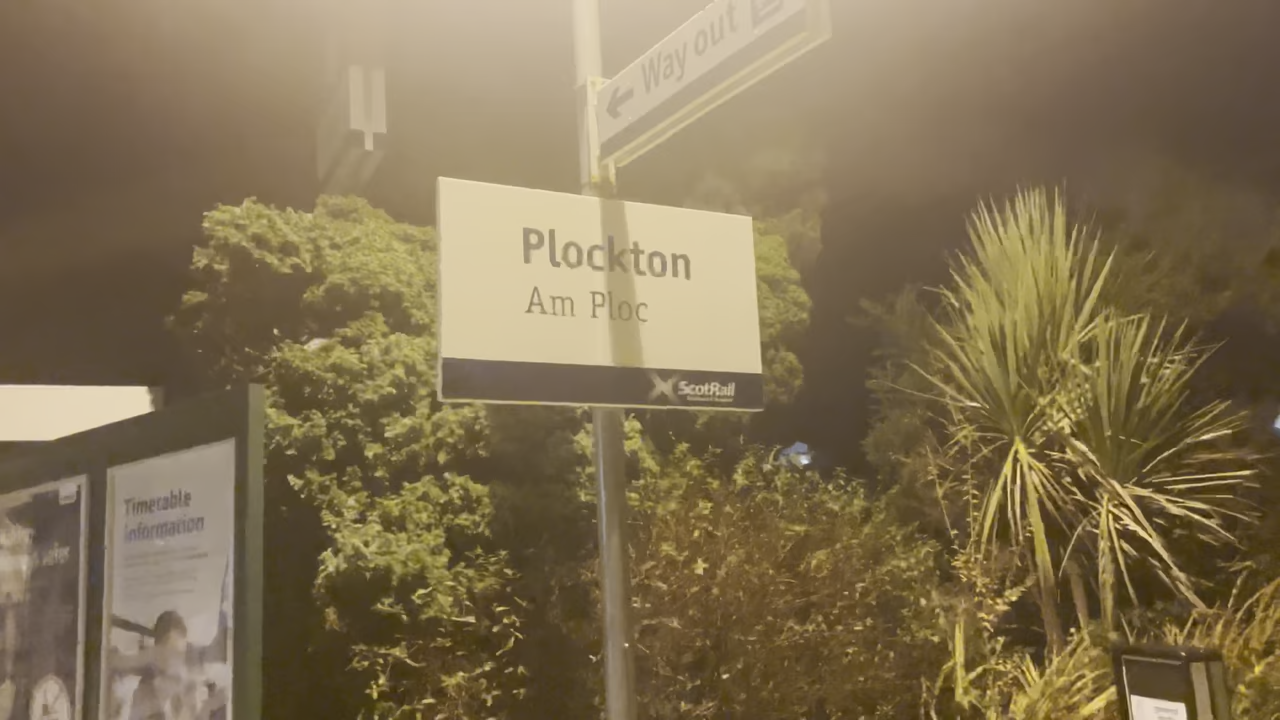 Way out
Plockton
Am Ploc
ScotRail
Timetable
information